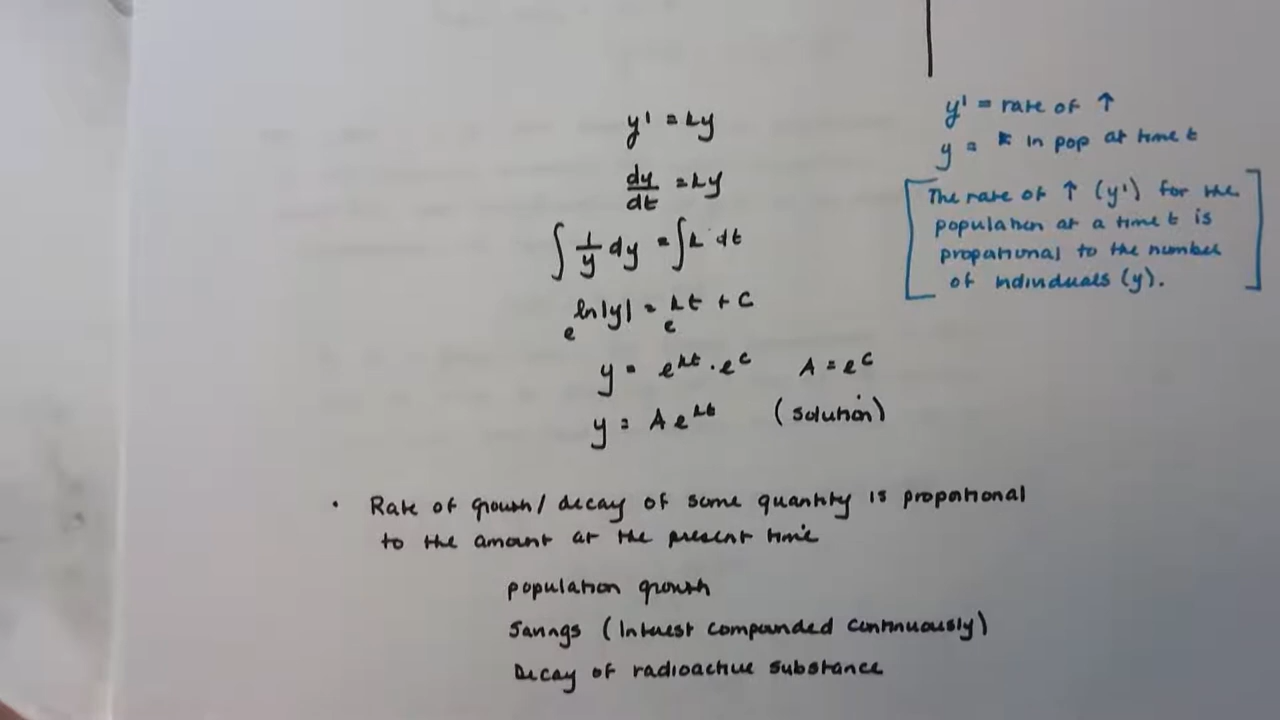 y' = ky
dy/dt = ky
∫ 1/y dy = ∫ k dt
e^ln|y| = e^kt + C
y = e^kt · e^C A = e^C
y = A e^kt (solution)
y' = rate of ↑
y = # in pop at time t
[The rate of ↑ (y') for the
population at a time t is
propational to the number
of individuals (y).]
• Rate of growth / decay of some quantity is propational
to the amount at the present time
population growth
Savings (Interest compounded continuously)
Decay of radioactive substance